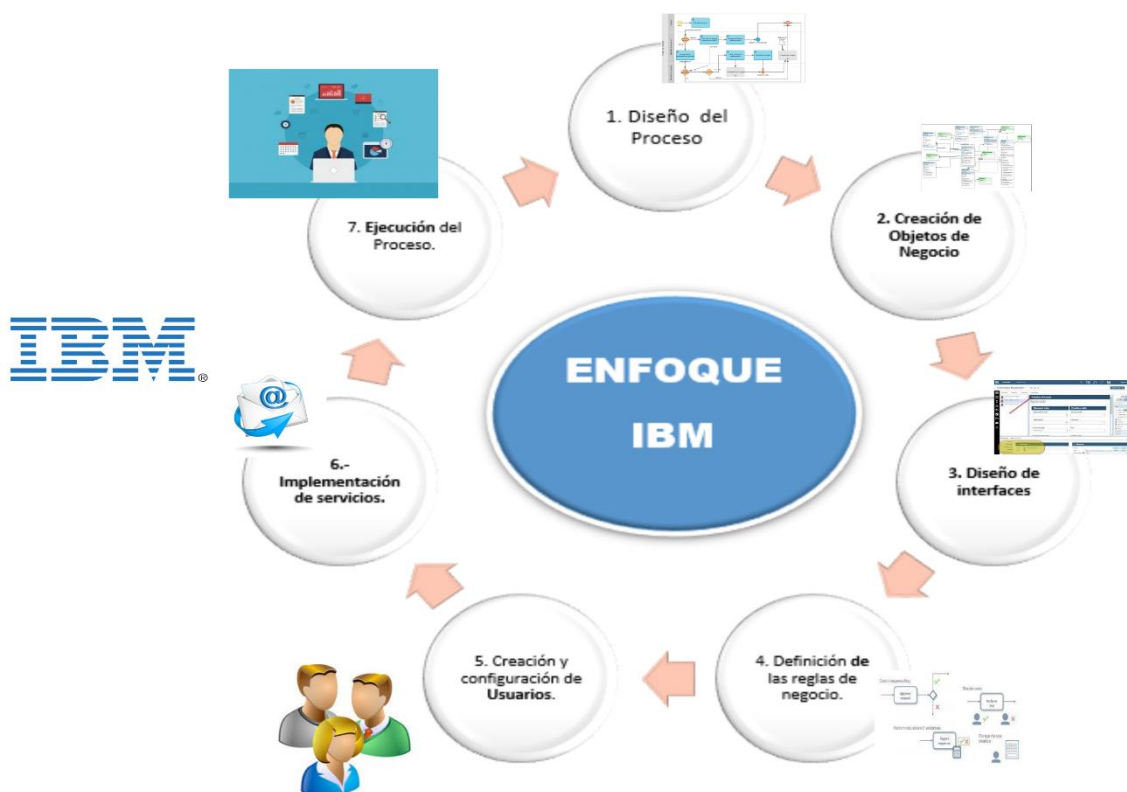 1. Diseño del
Proceso
2. Creación de
Objetos de
Negocio
3. Diseño de
interfaces
4. Definición de
las reglas de
negocio.
5. Creación y
configuración de
Usuarios.
6.-
Implementación
de servicios.
7. Ejecución del
Proceso.
ENFOQUE
IBM
IBM®